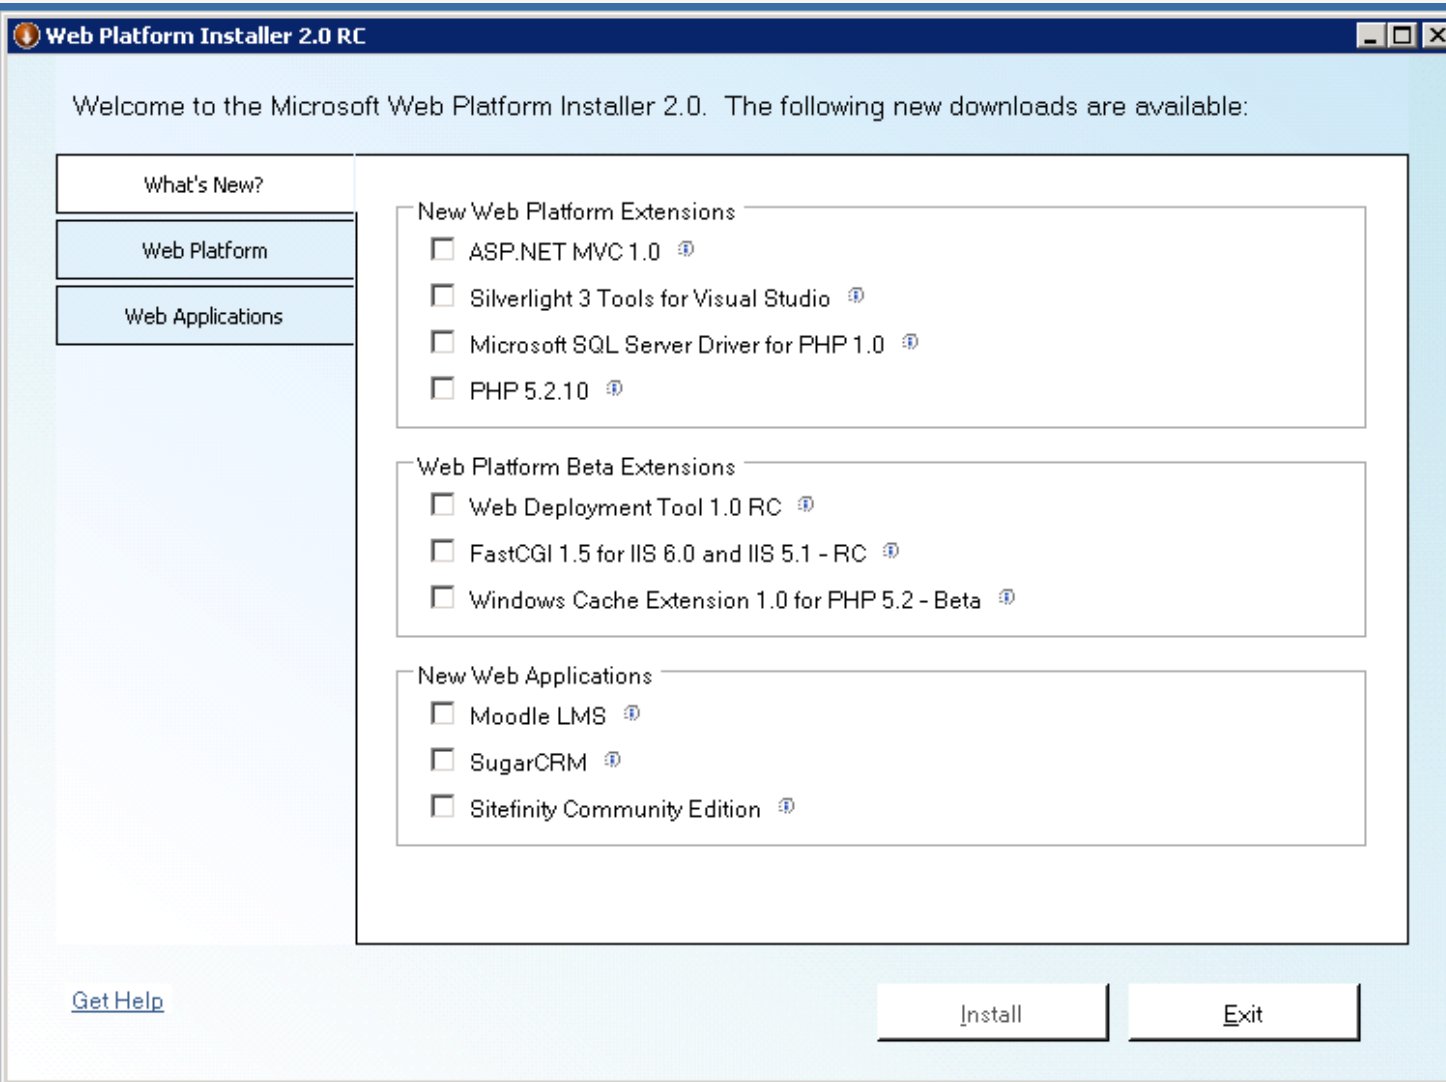 Web Platform Installer 2.0 RC
Welcome to the Microsoft Web Platform Installer 2.0.  The following new downloads are available:
What's New?
Web Platform
Web Applications
New Web Platform Extensions
ASP.NET MVC 1.0
Silverlight 3 Tools for Visual Studio
Microsoft SQL Server Driver for PHP 1.0
PHP 5.2.10
Web Platform Beta Extensions
Web Deployment Tool 1.0 RC
FastCGI 1.5 for IIS 6.0 and IIS 5.1 - RC
Windows Cache Extension 1.0 for PHP 5.2 - Beta
New Web Applications
Moodle LMS
SugarCRM
Sitefinity Community Edition
Get Help
Install
Exit